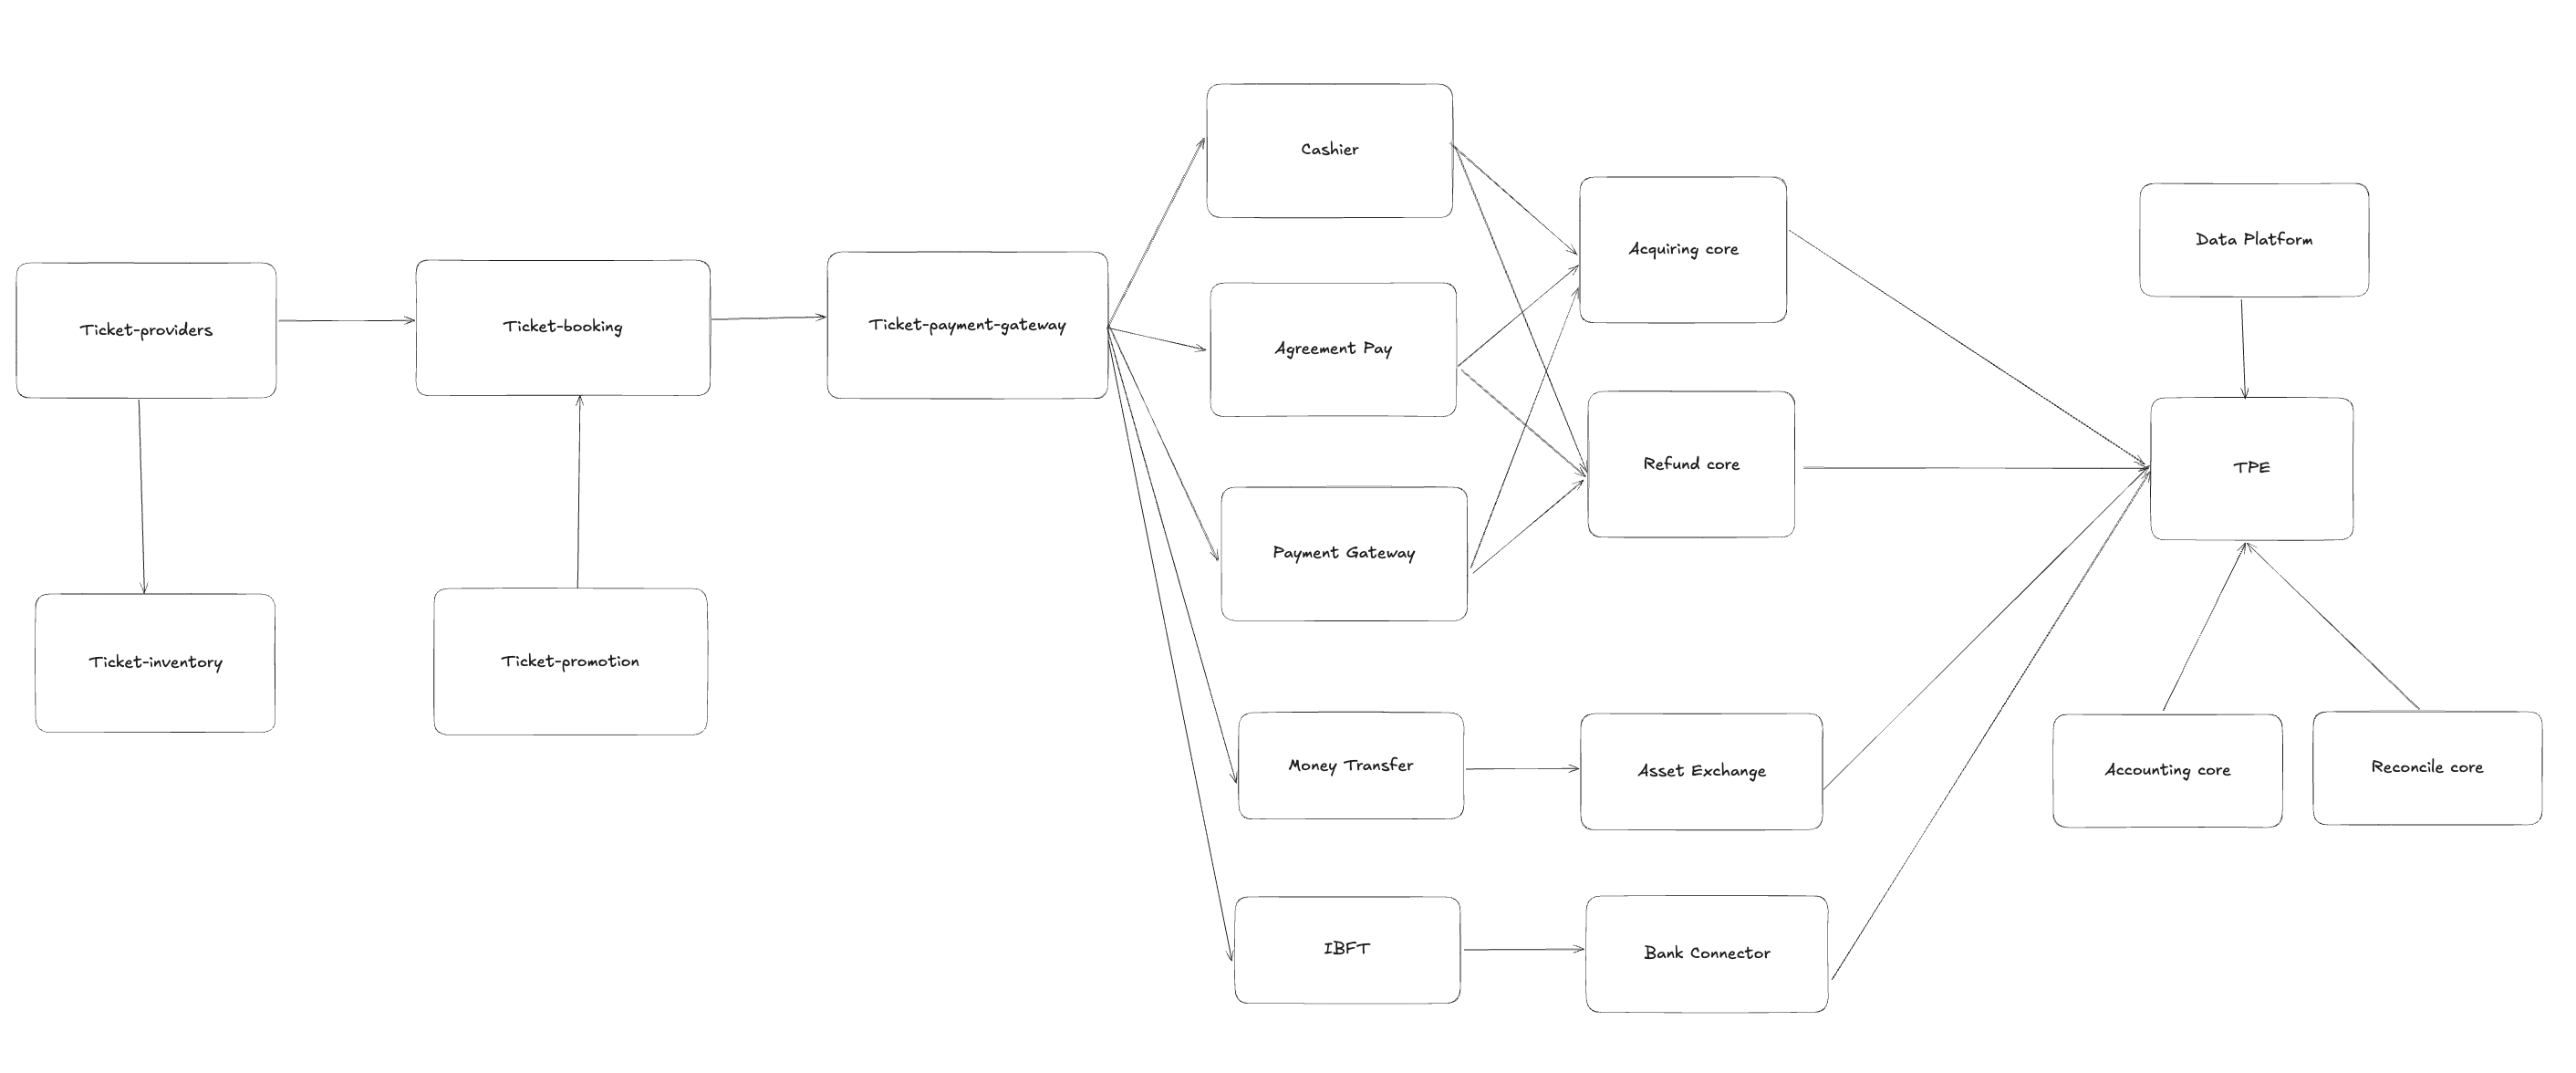 Cashier
Acquiring core
Data Platform
Ticket-providers
Ticket-booking
Ticket-payment-gateway
Agreement Pay
Refund core
TPE
Payment Gateway
Ticket-inventory
Ticket-promotion
Money Transfer
Asset Exchange
Accounting core
Reconcile core
IBFT
Bank Connector